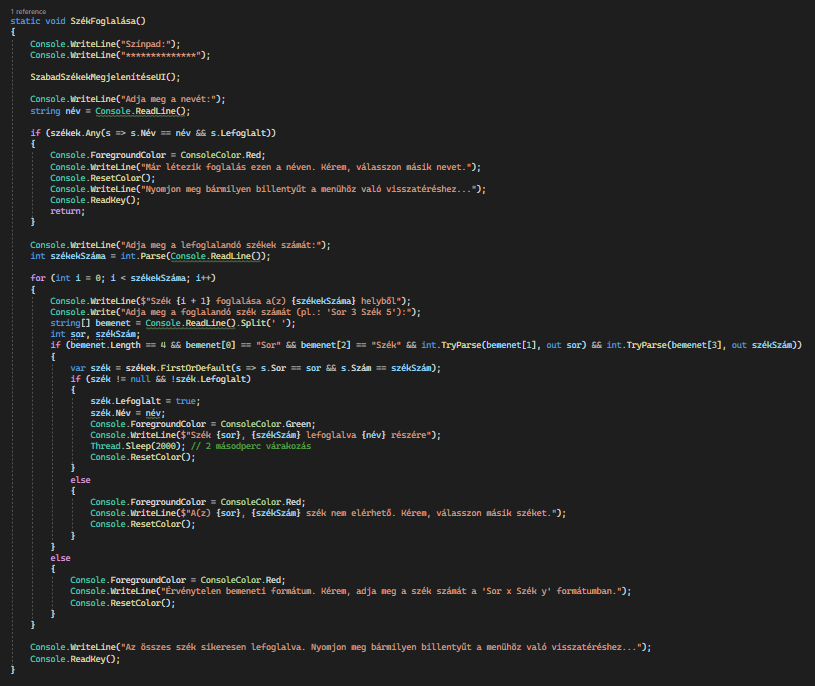 1 reference
static void SzékFoglalása()
{
Console.WriteLine("Színpad:");
Console.WriteLine("**************");
SzabadSzékekMegjelenitéseUI();
Console.WriteLine("Adja meg a nevét:");
string név = Console.ReadLine();
if (székek.Any(s => s.Név == név && s.Lefoglalt))
{
Console.ForegroundColor = ConsoleColor.Red;
Console.WriteLine("Már létezik foglalás ezen a néven. Kérem, válasszon másik nevet.");
Console.ResetColor();
Console.WriteLine("Nyomjon meg bármilyen billentyűt a menühöz való visszatéréshez...");
Console.ReadKey();
return;
}
Console.WriteLine("Adja meg a lefoglalandó székek számát:");
int székekSzáma = int.Parse(Console.ReadLine());
for (int i = 0; i < székekSzáma; i++)
{
Console.WriteLine($"Szék {i + 1} foglalása a(z) {székekSzáma} helyből");
Console.Write("Adja meg a foglalandó szék számát (pl.: 'Sor 3 Szék 5'):");
string[] bemenet = Console.ReadLine().Split(' ');
int sor, székSzám;
if (bemenet.Length == 4 && bemenet[0] == "Sor" && bemenet[2] == "Szék" && int.TryParse(bemenet[1], out sor) && int.TryParse(bemenet[3], out székSzám))
{
var szék = székek.FirstOrDefault(s => s.Sor == sor && s.Szám == székSzám);
if (szék != null && !szék.Lefoglalt)
{
szék.Lefoglalt = true;
szék.Név = név;
Console.ForegroundColor = ConsoleColor.Green;
Console.WriteLine($"Szék {sor}, {székSzám} lefoglalva {név} részére");
Thread.Sleep(2000); // 2 másodperc várakozás
Console.ResetColor();
}
else
{
Console.ForegroundColor = ConsoleColor.Red;
Console.WriteLine($"A(z) {sor}, {székSzám} szék nem elérhető. Kérem, válasszon másik széket.");
Console.ResetColor();
}
}
else
{
Console.ForegroundColor = ConsoleColor.Red;
Console.WriteLine("Érvénytelen bemeneti formátum. Kérem, adja meg a szék számát a 'Sor x Szék y' formátumban.");
Console.ResetColor();
}
}
Console.WriteLine("Az összes szék sikeresen lefoglalva. Nyomjon meg bármilyen billentyűt a menühöz való visszatéréshez...");
Console.ReadKey();
}